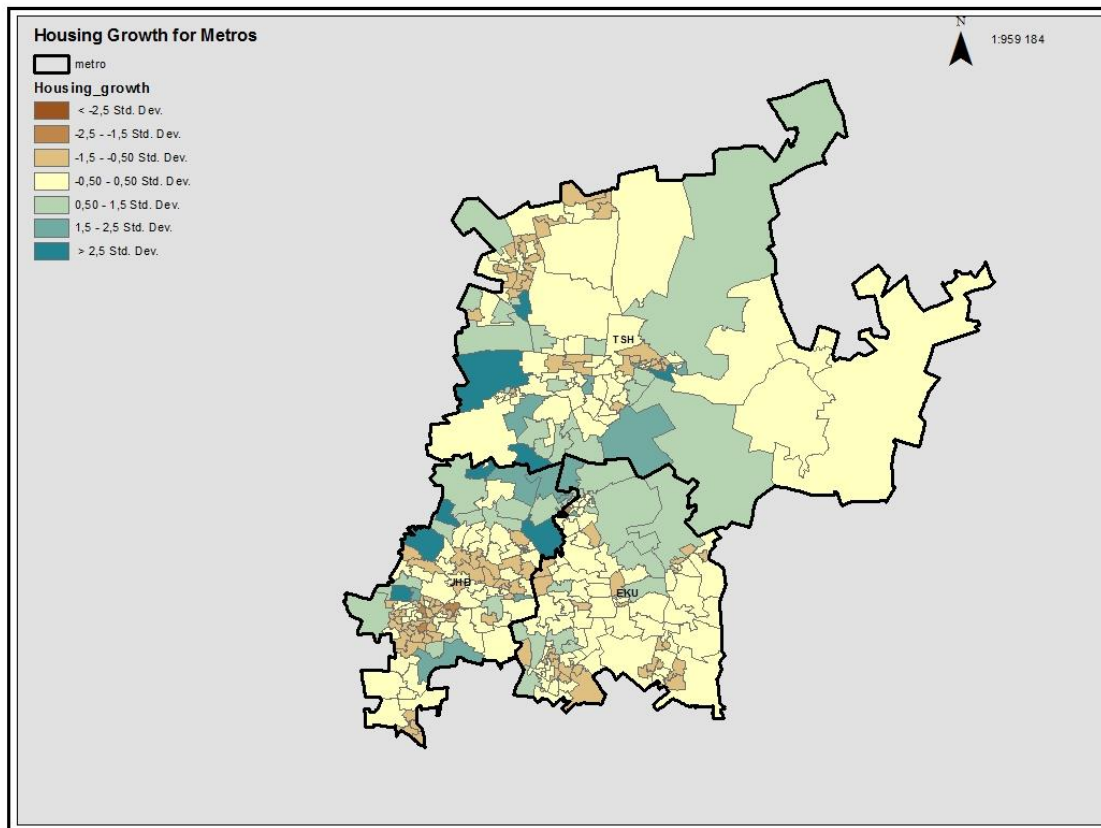 Housing Growth for Metros
metro
Housing_growth
< -2,5 Std. Dev.
-2,5 - -1,5 Std. Dev.
-1,5 - -0,50 Std. Dev.
-0,50 - 0,50 Std. Dev.
0,50 - 1,5 Std. Dev.
1,5 - 2,5 Std. Dev.
> 2,5 Std. Dev.
N
1:959 184
TSH
JHB
EKU